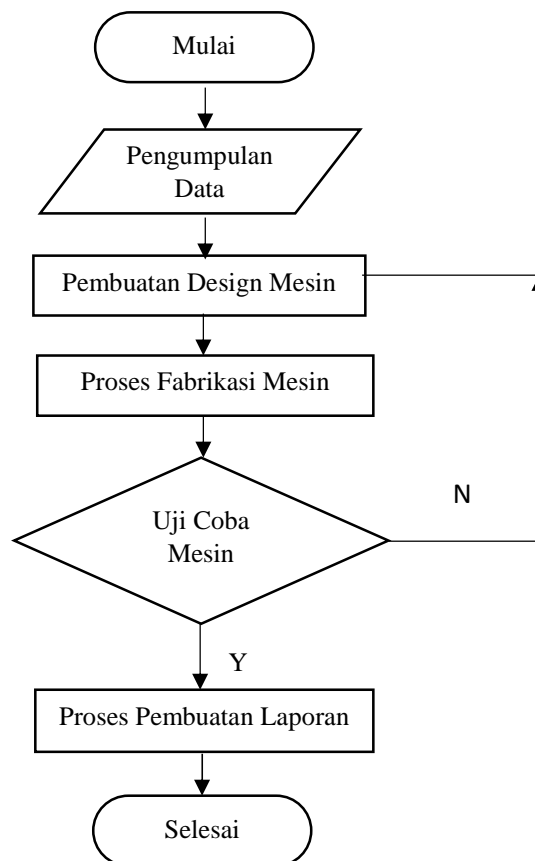 Mulai
Pengumpulan
Data
Pembuatan Design Mesin
Proses Fabrikasi Mesin
N
Uji Coba
Mesin
Y
Proses Pembuatan Laporan
Selesai